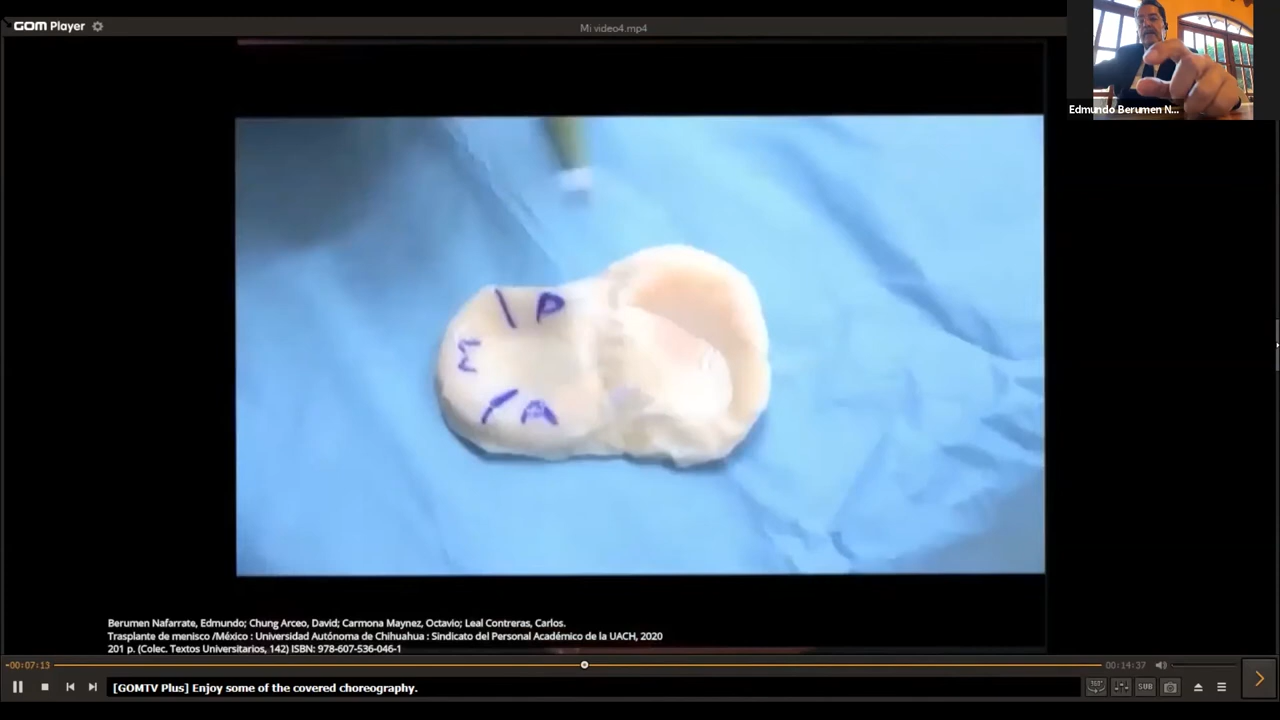 GOM Player
Mi video4.mp4
Edmundo Berumen N...
P
M
A
Berumen Nafarrate, Edmundo; Chung Arceo, David; Carmona Maynez, Octavio; Leal Contreras, Carlos.
Trasplante de menisco /México : Universidad Autónoma de Chihuahua : Sindicato del Personal Académico de la UACH, 2020
201 p. (Colec. Textos Universitarios, 142) ISBN: 978-607-536-046-1
00:07:13
00:14:37
[GOMTV Plus] Enjoy some of the covered choreography.
360°
SUB